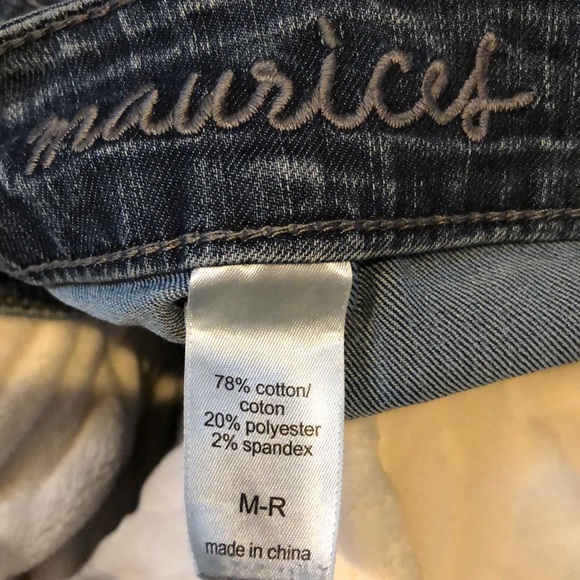 maurices
78% cotton/
coton
20% polyester
2% spandex
M-R
made in china